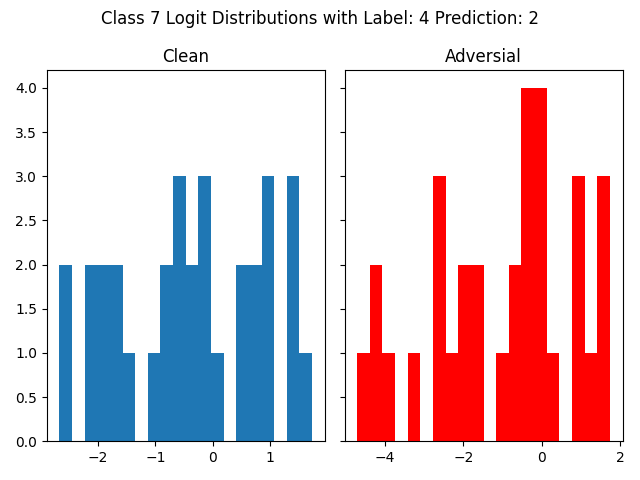 Class 7 Logit Distributions with Label: 4 Prediction: 2
Clean
Adversial
4.0
3.5
3.0
2.5
2.0
1.5
1.0
0.5
0.0
−2 −1 0 1
−4 −2 0 2